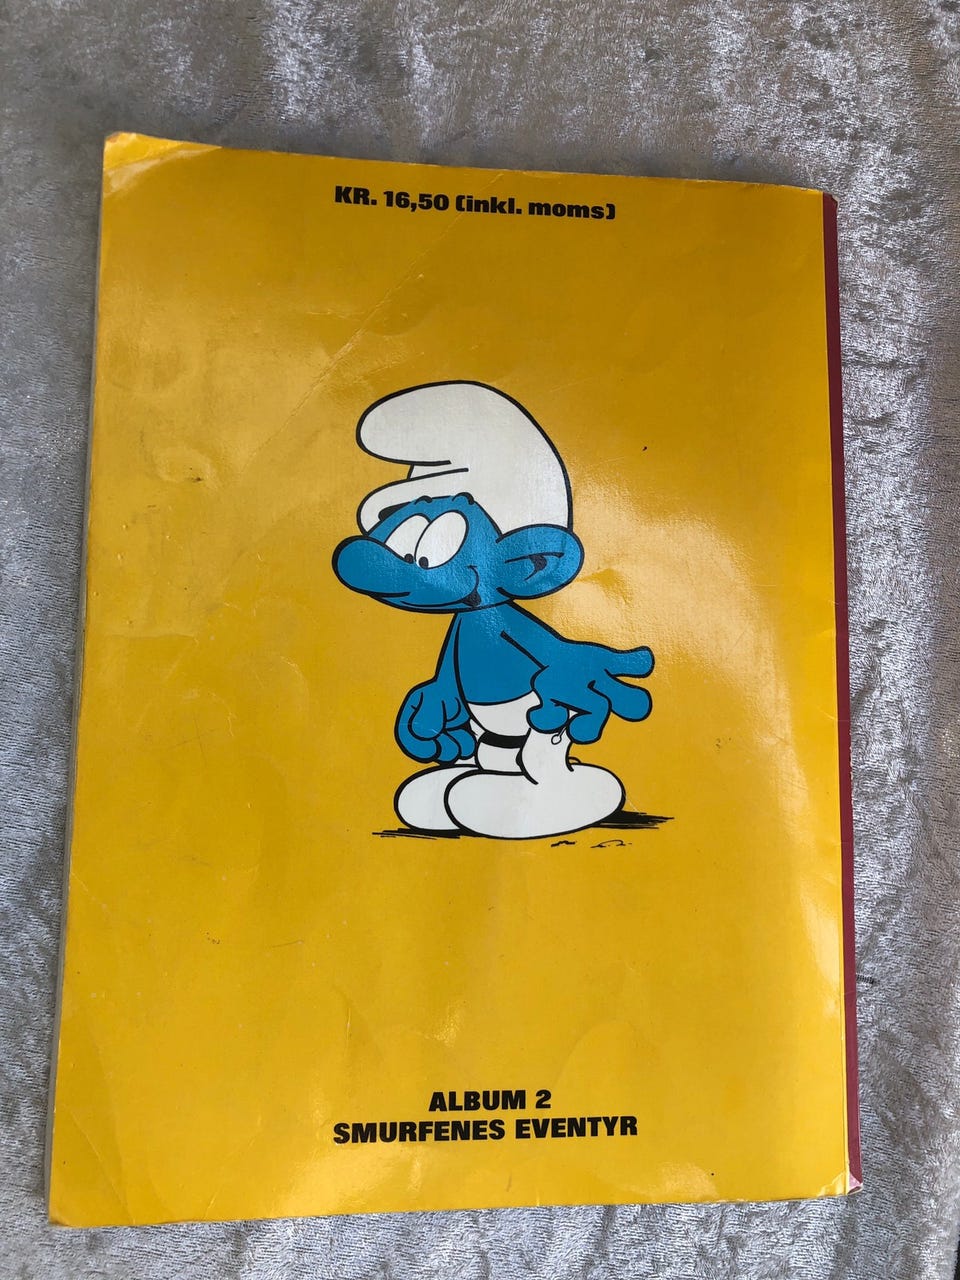 KR. 16,50 (inkl. moms)
ALBUM 2
SMURFENES EVENTYR